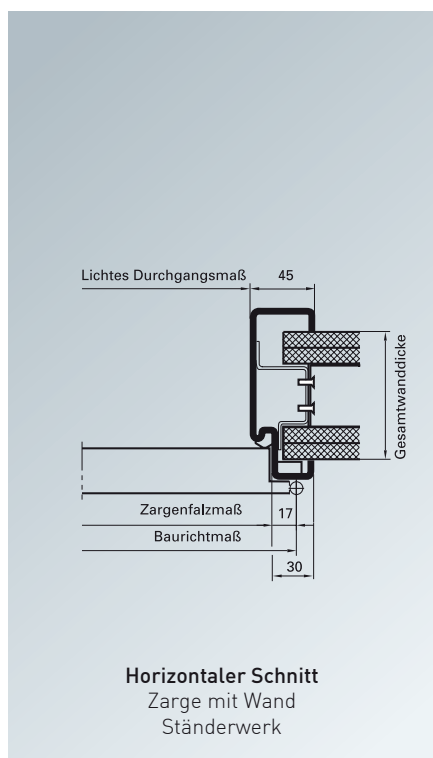 Lichtes Durchgangsmaß
45
Gesamtwanddicke
Zargenfalzmaß
17
Baurichtmaß
30
Horizontaler Schnitt
Zarge mit Wand
Ständerwerk